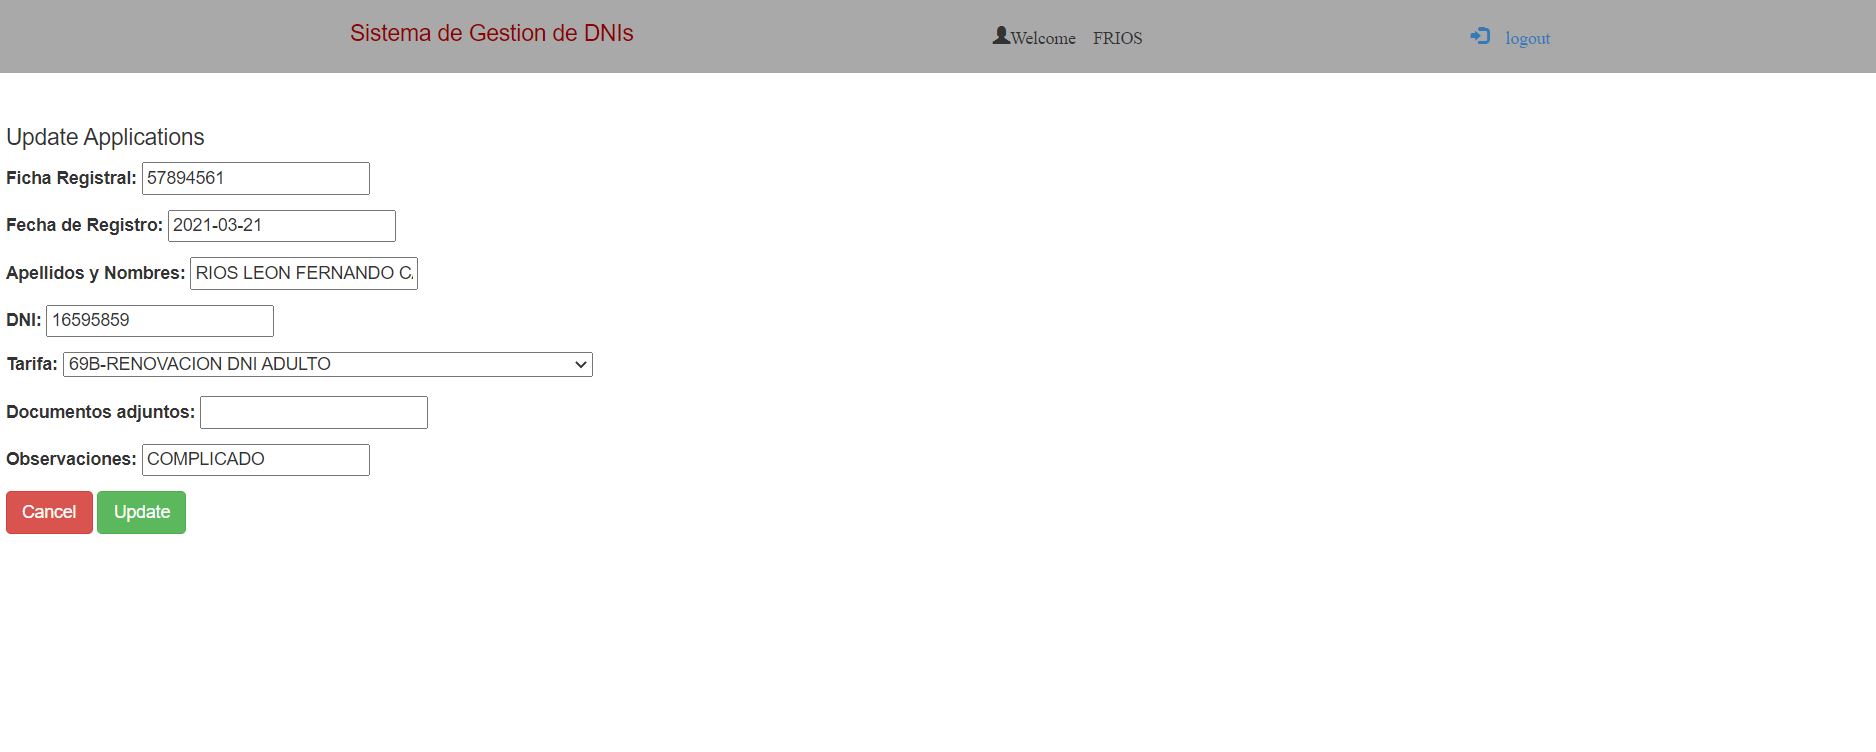 Sistema de Gestion de DNIs
Welcome FRIOS
logout
Update Applications
Ficha Registral: 57894561
Fecha de Registro: 2021-03-21
Apellidos y Nombres: RIOS LEON FERNANDO C
DNI: 16595859
Tarifa: 69B-RENOVACION DNI ADULTO
Documentos adjuntos:
Observaciones: COMPLICADO
Cancel Update